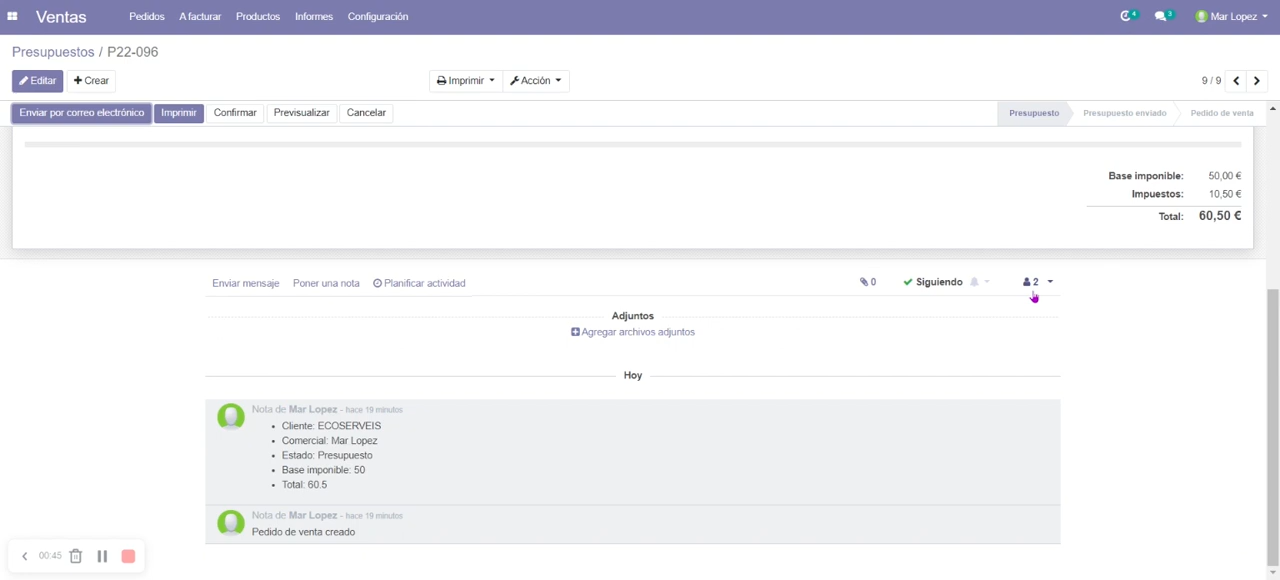 Ventas Pedidos A facturar Productos Informes Configuración 4 3 Mar Lopez
Presupuestos / P22-096
Editar Crear Imprimir Acción 9 / 9
Enviar por correo electrónico Imprimir Confirmar Previsualizar Cancelar Presupuesto Presupuesto enviado Pedido de venta
Base imponible: 50,00 €
Impuestos: 10,50 €
Total: 60,50 €
Enviar mensaje Poner una nota Planificar actividad 0 Siguiendo 2
Adjuntos
Agregar archivos adjuntos
Hoy
Nota de Mar Lopez - hace 19 minutos
• Cliente: ECOSERVEIS
• Comercial: Mar Lopez
• Estado: Presupuesto
• Base imponible: 50
• Total: 60.5
Nota de Mar Lopez - hace 19 minutos
Pedido de venta creado
00:45